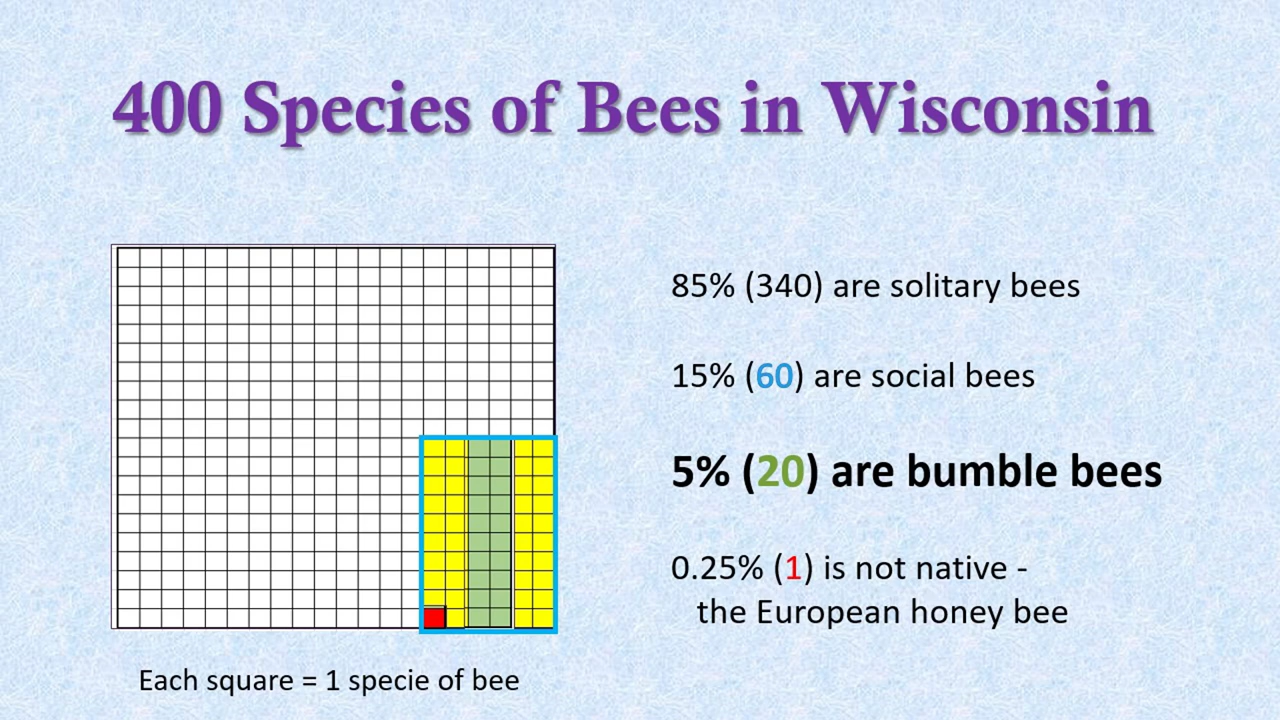 400 Species of Bees in Wisconsin
85% (340) are solitary bees
15% (60) are social bees
5% (20) are bumble bees
0.25% (1) is not native -
the European honey bee
Each square = 1 specie of bee